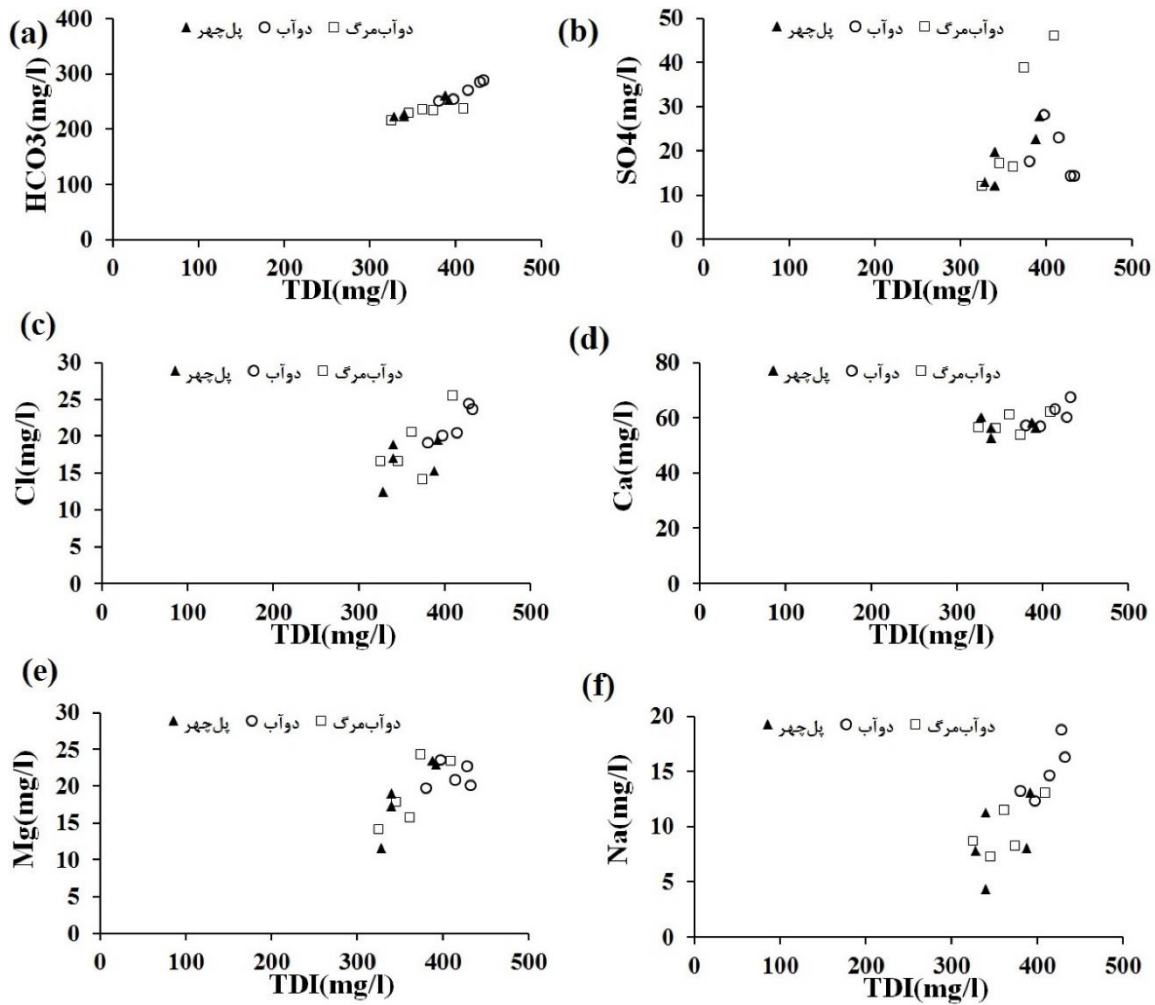 (a)
▲ پل‌چهر ○ دوآب □ دوآب‌مرگ
HCO3(mg/l)
400
300
200
100
0
0 100 200 300 400 500
TDI(mg/l)
(b)
▲ پل‌چهر ○ دوآب □ دوآب‌مرگ
SO4(mg/l)
50
40
30
20
10
0
0 100 200 300 400 500
TDI(mg/l)
(c)
▲ پل‌چهر ○ دوآب □ دوآب‌مرگ
Cl(mg/l)
30
25
20
15
10
5
0
0 100 200 300 400 500
TDI(mg/l)
(d)
▲ پل‌چهر ○ دوآب □ دوآب‌مرگ
Ca(mg/l)
80
60
40
20
0
0 100 200 300 400 500
TDI(mg/l)
(e)
▲ پل‌چهر ○ دوآب □ دوآب‌مرگ
Mg(mg/l)
30
25
20
15
10
5
0
0 100 200 300 400 500
TDI(mg/l)
(f)
▲ پل‌چهر ○ دوآب □ دوآب‌مرگ
Na(mg/l)
20
15
10
5
0
0 100 200 300 400 500
TDI(mg/l)